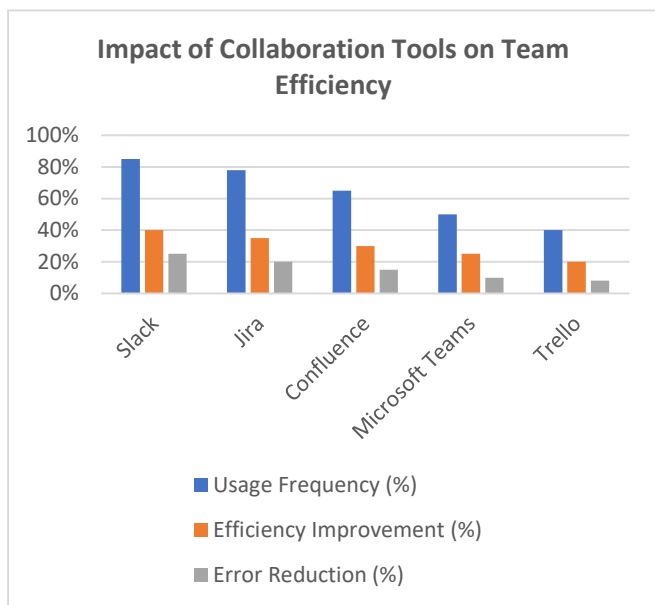 Impact of Collaboration Tools on Team
Efficiency
100%
80%
60%
40%
20%
0%
Slack
Jira
Confluence
Microsoft Teams
Trello
Usage Frequency (%)
Efficiency Improvement (%)
Error Reduction (%)